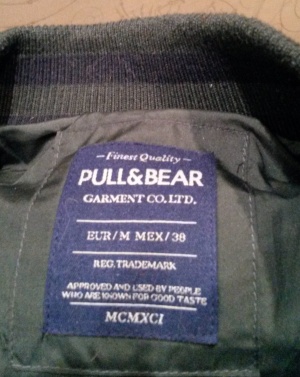 ~Finest Quality~
PULL&BEAR
GARMENT CO. LTD.
EUR/M MEX/38
REG. TRADEMARK
APPROVED AND USED BY PEOPLE
WHO ARE KNOWN FOR GOOD TASTE
MCMXCI